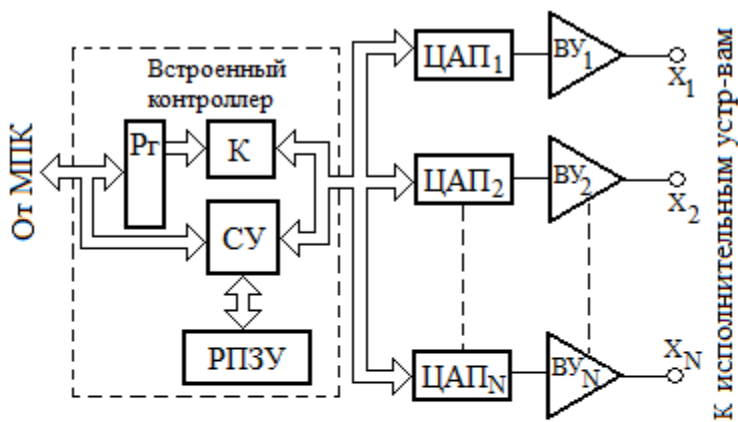 От МПК
Встроенный
контроллер
Рг
К
СУ
РПЗУ
ЦАП1
ВУ1
X1
ЦАП2
ВУ2
X2
ЦАПN
ВУN
XN
К исполнительным устр-вам